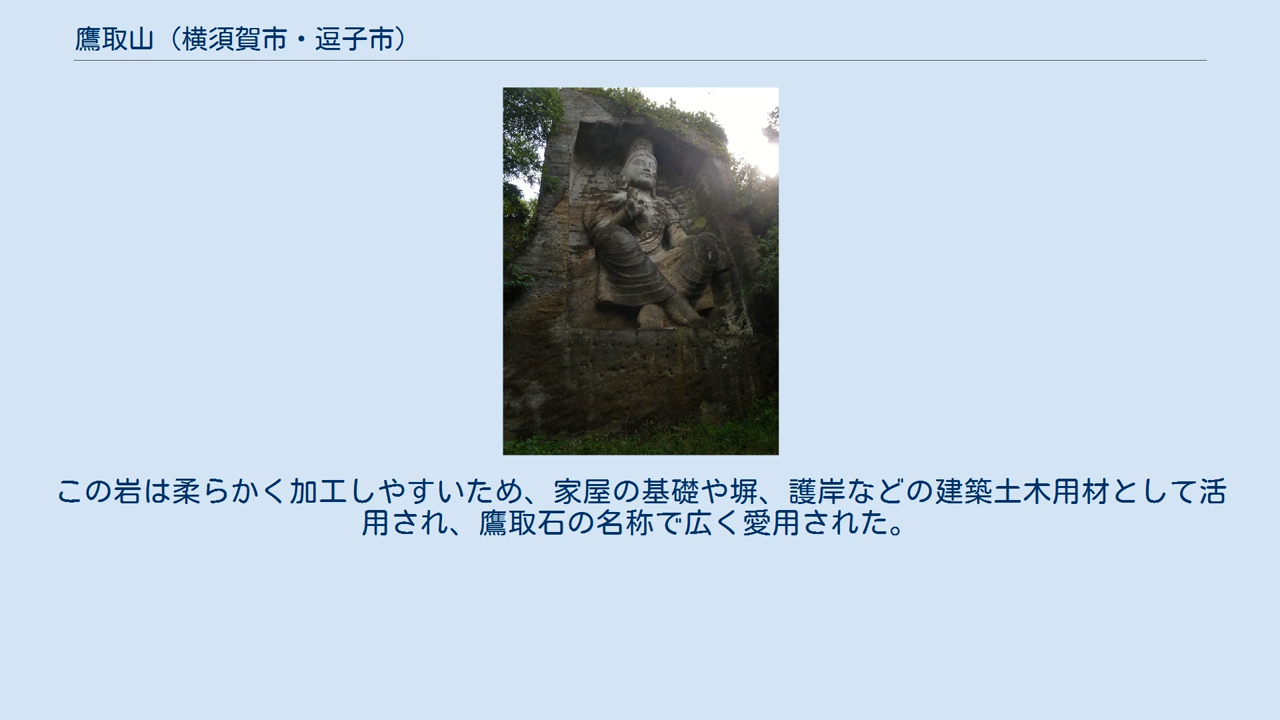 鷹取山（横須賀市・逗子市）
この岩は柔らかく加工しやすいため、家屋の基礎や塀、護岸などの建築土木用材として活
用され、鷹取石の名称で広く愛用された。